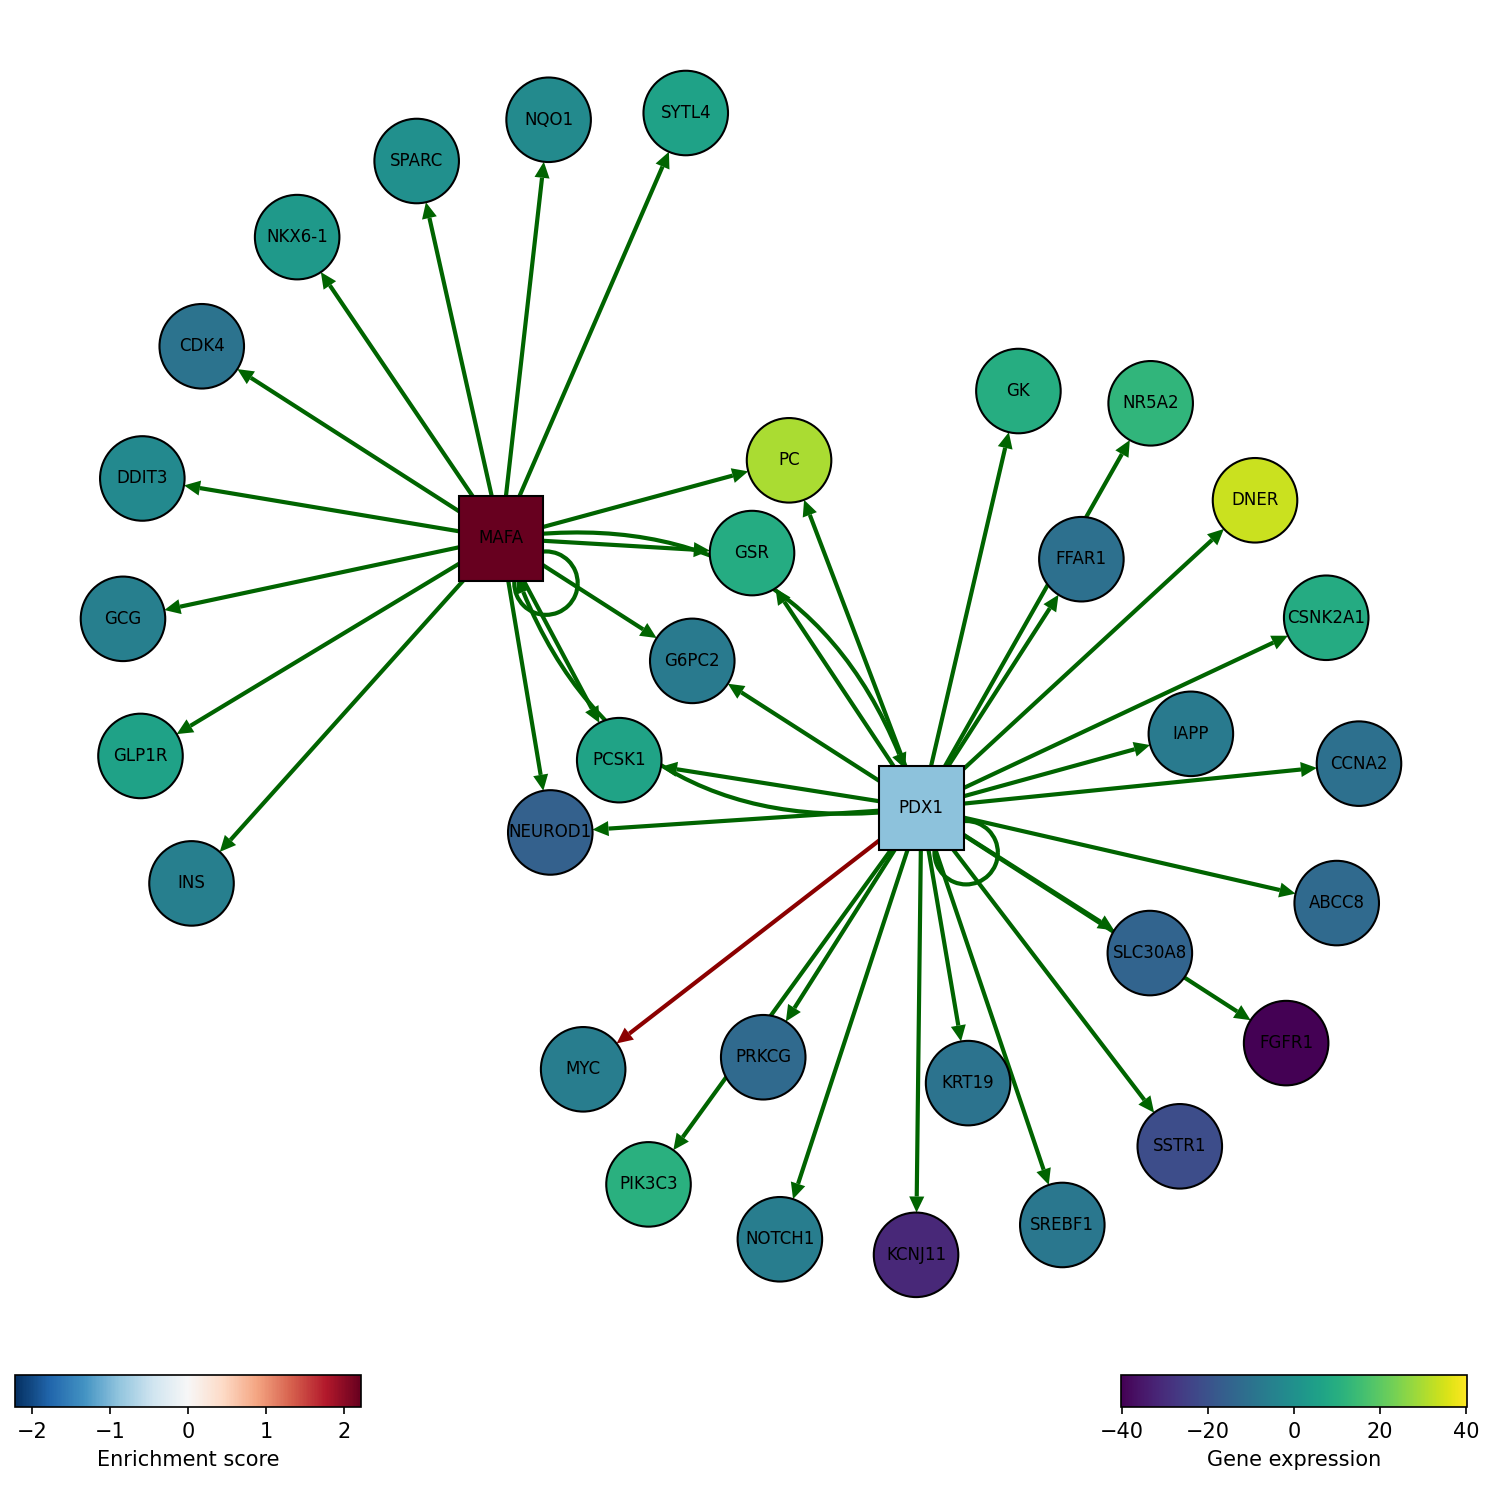 SYTL4
NQO1
SPARC
NKX6-1
CDK4
GK
NR5A2
PC
DDIT3
DNER
MAFA
GSR
FFAR1
GCG
CSNK2A1
G6PC2
IAPP
GLP1R
PCSK1
CCNA2
PDX1
NEUROD1
INS
ABCC8
SLC30A8
FGFR1
PRKCG
MYC
KRT19
SSTR1
PIK3C3
SREBF1
NOTCH1
KCNJ11
−2 −1 0 1 2
Enrichment score
−40 −20 0 20 40
Gene expression